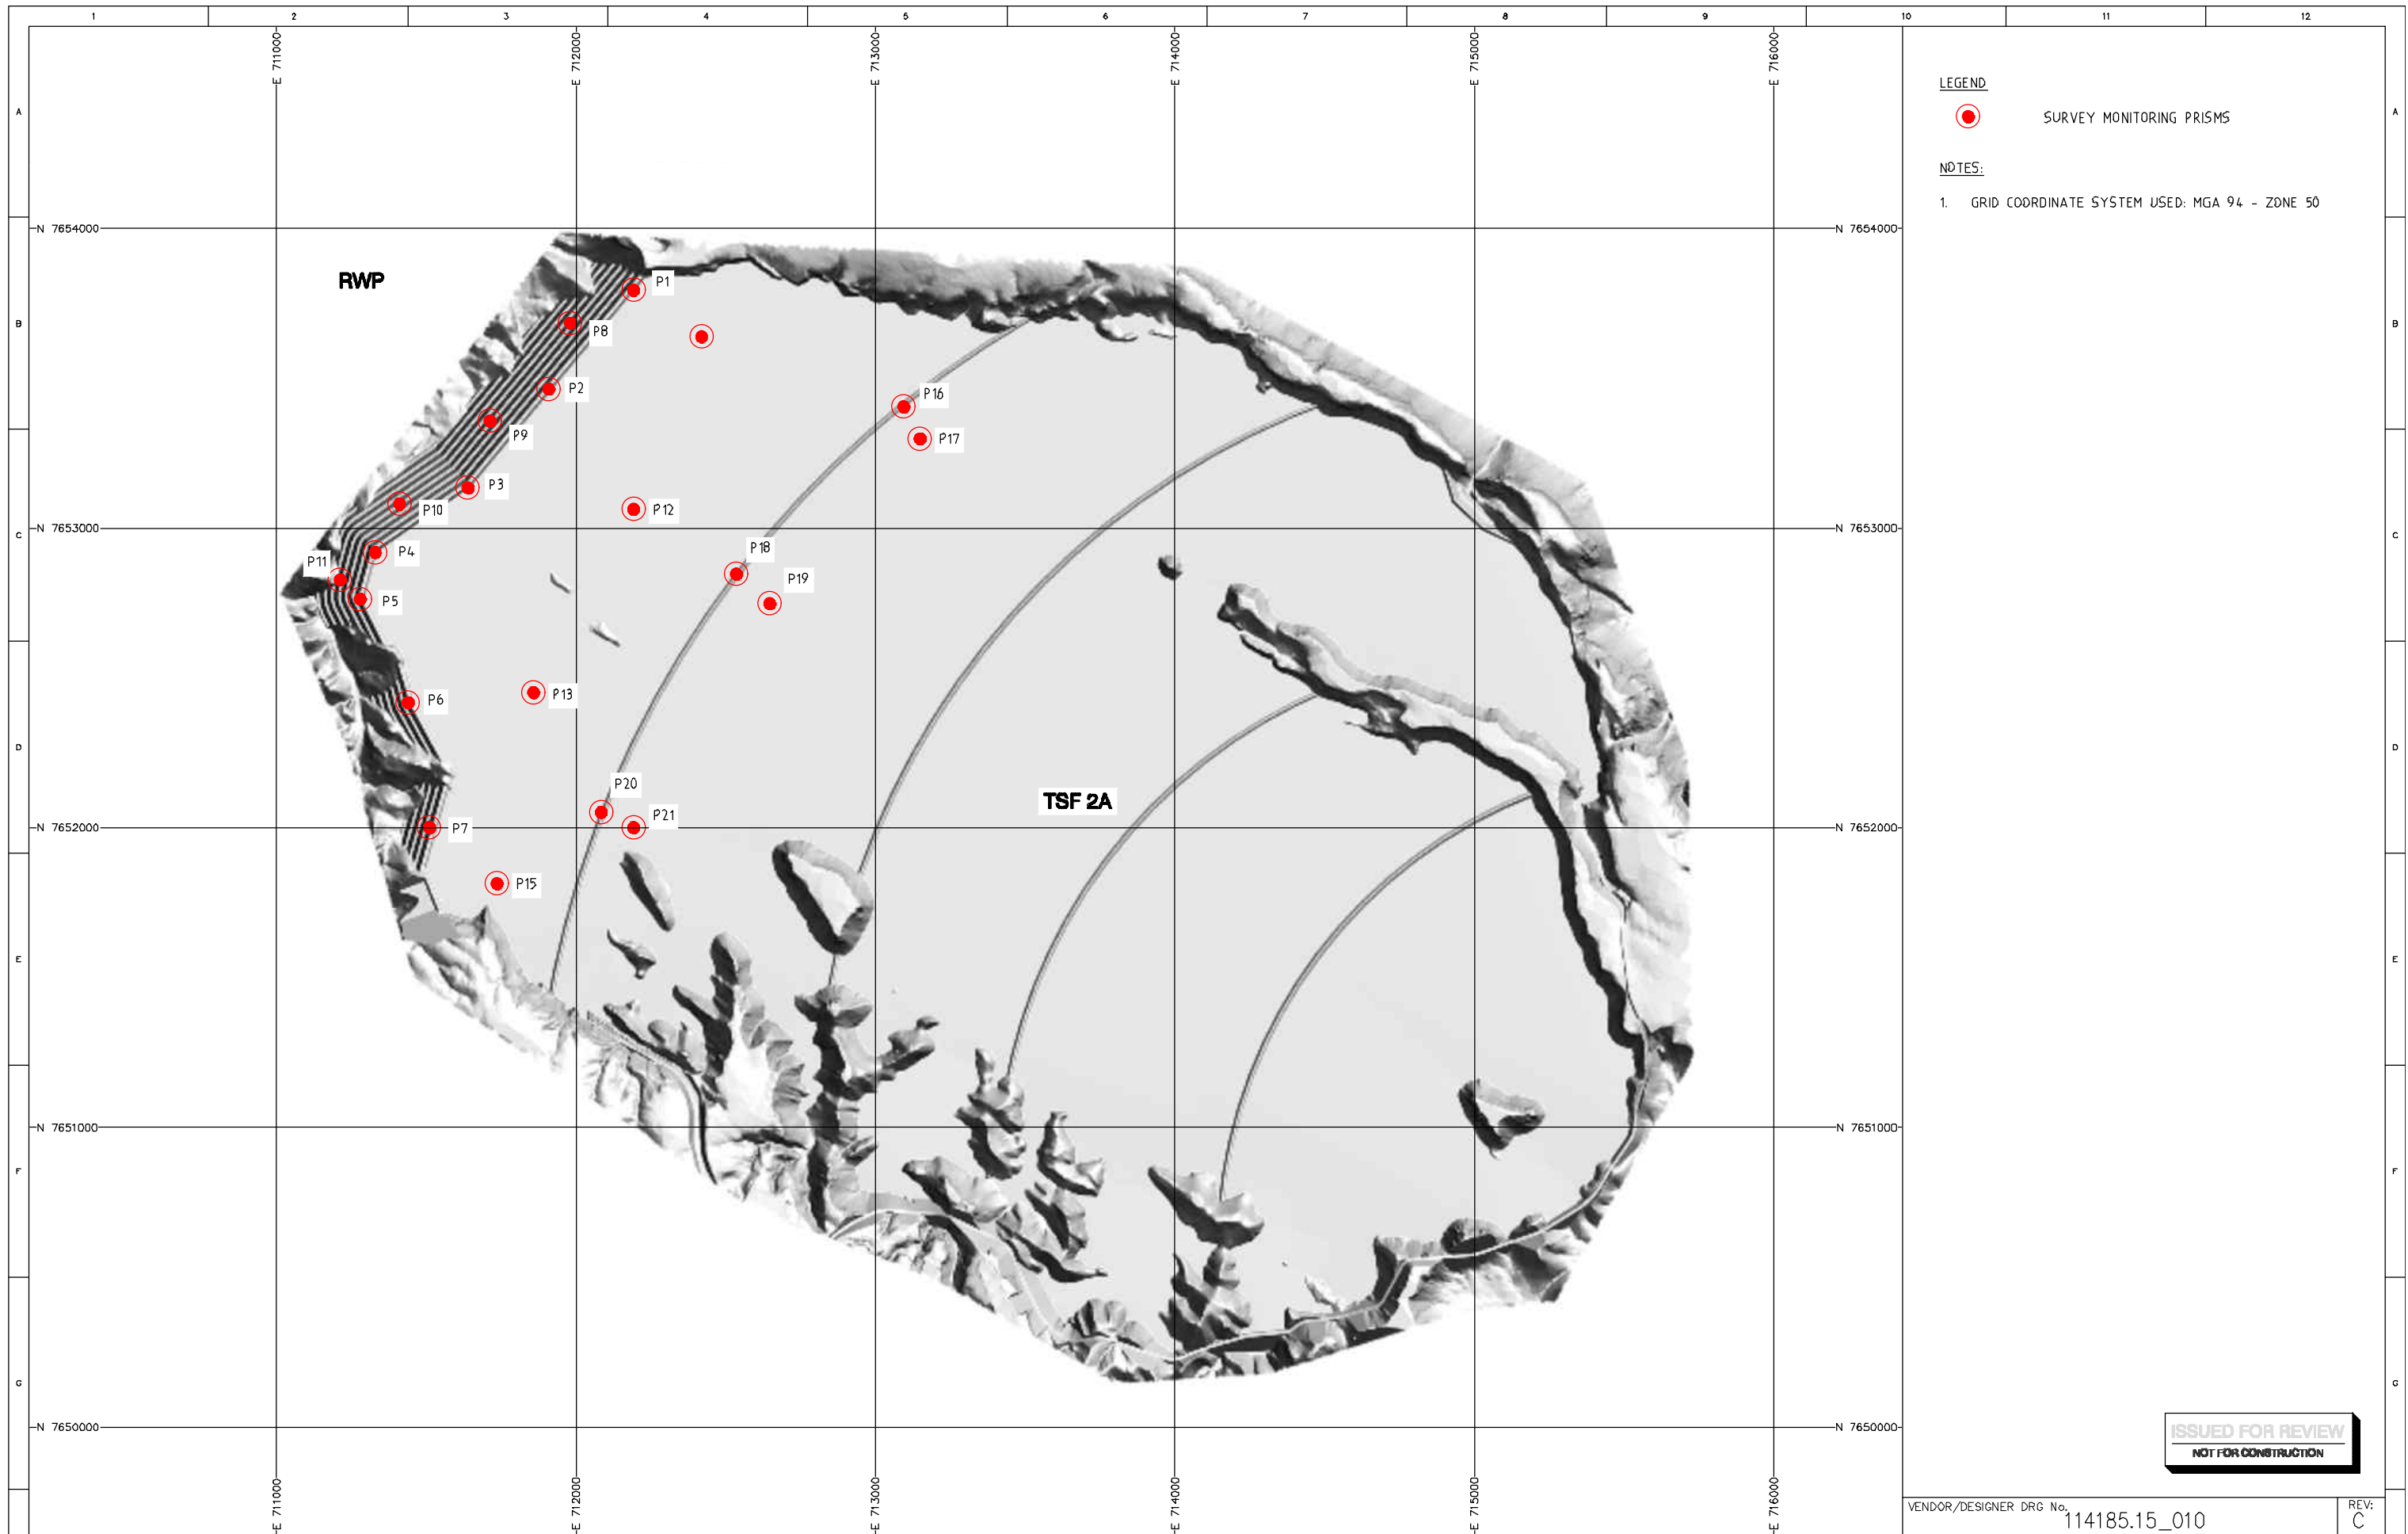 1 2 3 4 5 6 7 8 9 10 11 12
E 711000 E 712000 E 713000 E 714000 E 715000 E 716000
LEGEND
A A
SURVEY MONITORING PRISMS
NOTES:
1. GRID COORDINATE SYSTEM USED: MGA 94 - ZONE 50
N 7654000 N 7654000
RWP
P1
B P8 B
P2
P16
P9 P17
P3
P10 P12
N 7653000 N 7653000
C C
P4 P18
P11
P19
P5
P6 P13
D D
P20
TSF 2A
P21
N 7652000 P7 N 7652000
P15
E E
N 7651000 N 7651000
F F
G G
N 7650000 N 7650000
ISSUED FOR REVIEW
NOT FOR CONSTRUCTION
E 711000 E 712000 E 713000 E 714000 E 715000 E 716000
VENDOR/DESIGNER DRG No. 114185.15_010
REV: C